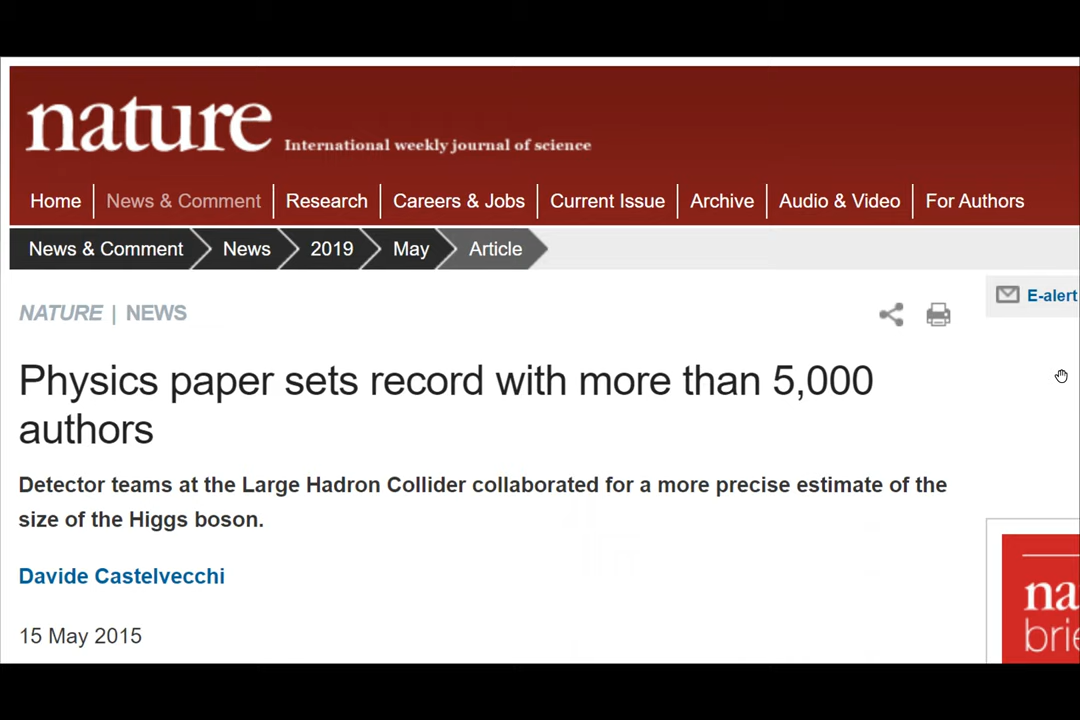 nature International weekly journal of science
Home News & Comment Research Careers & Jobs Current Issue Archive Audio & Video For Authors
News & Comment News 2019 May Article
E-alert
NATURE | NEWS
Physics paper sets record with more than 5,000
authors
Detector teams at the Large Hadron Collider collaborated for a more precise estimate of the
size of the Higgs boson.
Davide Castelvecchi
15 May 2015
na
brie